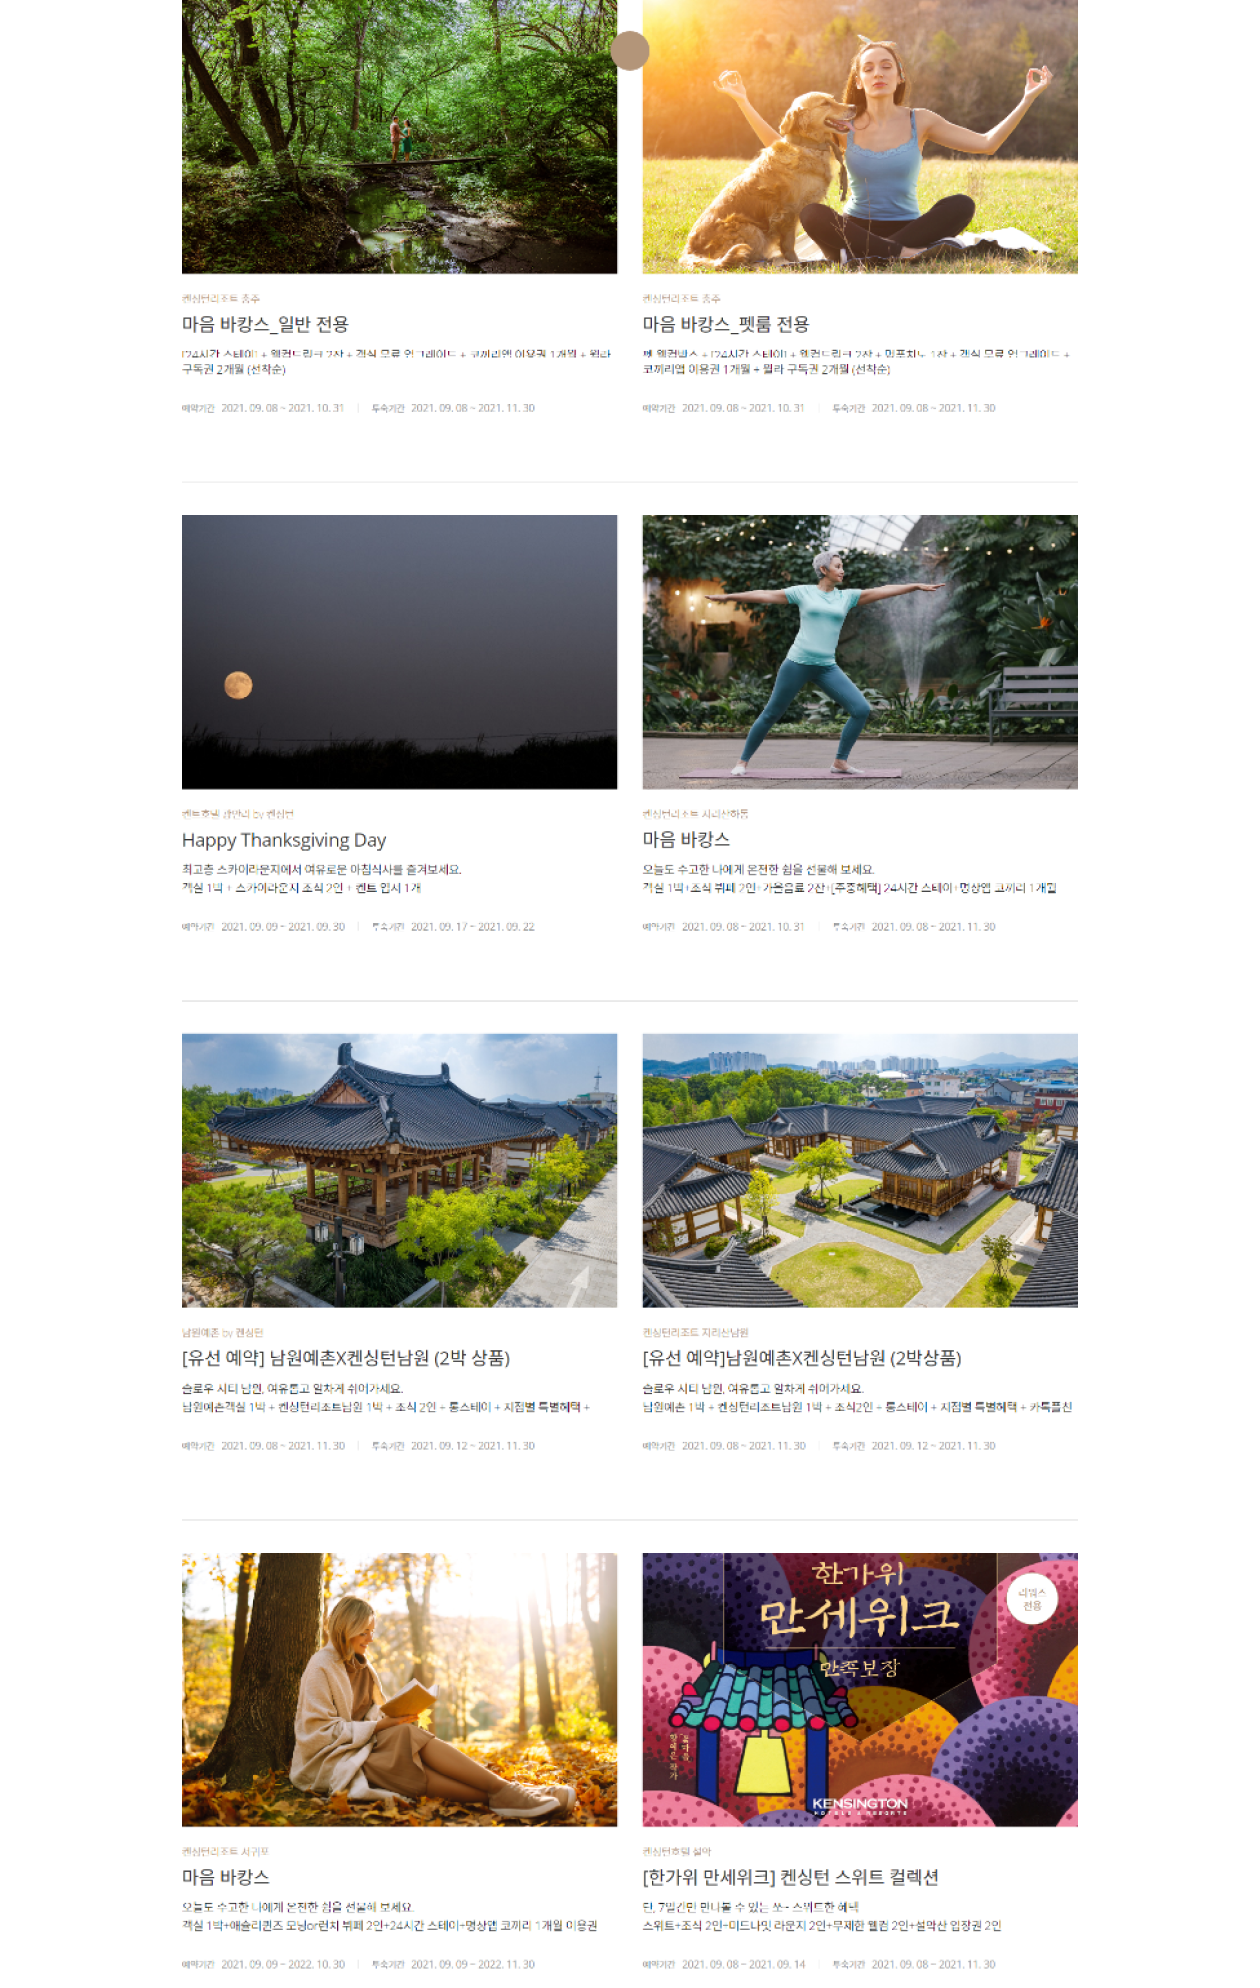 켄싱턴리조트 충주
마음 바캉스_일반 전용
[24시간 스테이] + 웰컴드링크 2잔 + 객실 무료 업그레이드 + 코끼리앱 이용권 1개월 + 윌라
구독권 2개월 (선착순)
예약기간 2021. 09. 08 ~ 2021. 10. 31 | 투숙기간 2021. 09. 08 ~ 2021. 11. 30
켄싱턴리조트 충주
마음 바캉스_펫룸 전용
펫 웰컴박스 + [24시간 스테이] + 웰컴드링크 2잔 + 멍푸치노 1잔 + 객실 무료 업그레이드 +
코끼리앱 이용권 1개월 + 윌라 구독권 2개월 (선착순)
예약기간 2021. 09. 08 ~ 2021. 10. 31 | 투숙기간 2021. 09. 08 ~ 2021. 11. 30
켄트호텔 광안리 by 켄싱턴
Happy Thanksgiving Day
최고층 스카이라운지에서 여유로운 아침식사를 즐겨보세요.
객실 1박 + 스카이라운지 조식 2인 + 켄트 엽서 1개
예약기간 2021. 09. 09 ~ 2021. 09. 30 | 투숙기간 2021. 09. 17 ~ 2021. 09. 22
켄싱턴리조트 지리산하동
마음 바캉스
오늘도 수고한 나에게 온전한 쉼을 선물해 보세요.
객실 1박+조식 뷔페 2인+가을음료 2잔+[주중혜택] 24시간 스테이+명상앱 코끼리 1개월
예약기간 2021. 09. 08 ~ 2021. 10. 31 | 투숙기간 2021. 09. 08 ~ 2021. 11. 30
남원예촌 by 켄싱턴
[유선 예약] 남원예촌X켄싱턴남원 (2박 상품)
슬로우 시티 남원, 여유롭고 알차게 쉬어가세요.
남원예촌객실 1박 + 켄싱턴리조트남원 1박 + 조식 2인 + 롱스테이 + 지점별 특별혜택 +
예약기간 2021. 09. 08 ~ 2021. 11. 30 | 투숙기간 2021. 09. 12 ~ 2021. 11. 30
켄싱턴리조트 지리산남원
[유선 예약]남원예촌X켄싱턴남원 (2박상품)
슬로우 시티 남원, 여유롭고 알차게 쉬어가세요.
남원예촌 1박 + 켄싱턴리조트남원 1박 + 조식2인 + 롱스테이 + 지점별 특별혜택 + 카톡플친
예약기간 2021. 09. 08 ~ 2021. 11. 30 | 투숙기간 2021. 09. 12 ~ 2021. 11. 30
켄싱턴리조트 서귀포
마음 바캉스
오늘도 수고한 나에게 온전한 쉼을 선물해 보세요.
객실 1박+애슐리퀸즈 모닝or런치 뷔페 2인+24시간 스테이+명상앱 코끼리 1개월 이용권
예약기간 2021. 09. 09 ~ 2022. 10. 30 | 투숙기간 2021. 09. 09 ~ 2022. 11. 30
한가위
만세위크
만족보장
리워스
전용
KENSINGTON
HOTELS & RESORTS
켄싱턴호텔 설악
[한가위 만세위크] 켄싱턴 스위트 컬렉션
단, 7일간만 만나볼 수 있는 쏘~ 스위트한 혜택
스위트+조식 2인+미드나잇 라운지 2인+무제한 웰컴 2인+설악산 입장권 2인
예약기간 2021. 09. 08 ~ 2021. 09. 14 | 투숙기간 2021. 09. 08 ~ 2021. 11. 30